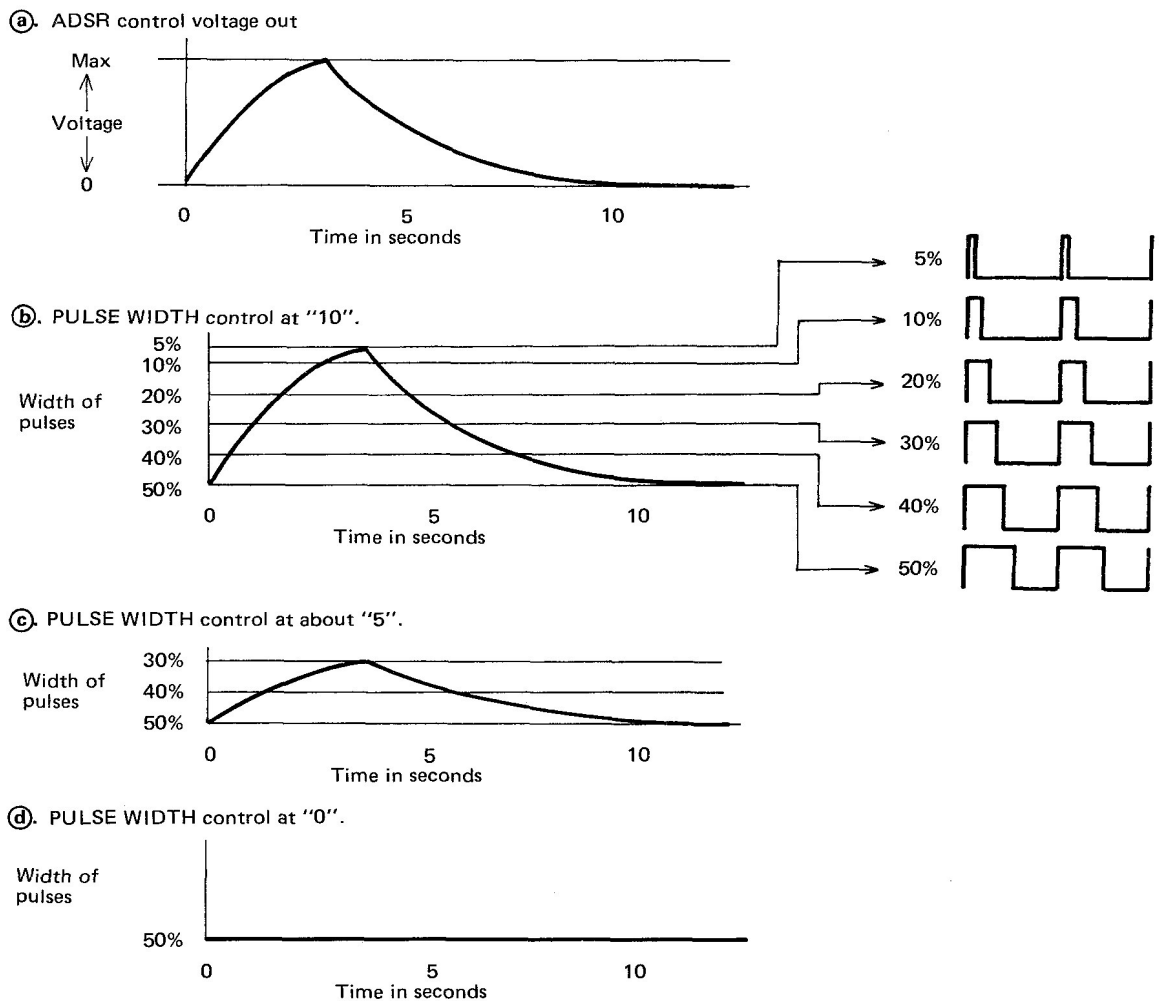 ⓐ. ADSR control voltage out
Max
Voltage
0
0 5 10
Time in seconds
ⓑ. PULSE WIDTH control at "10".
5%
10%
20%
30%
40%
50%
Width of
pulses
0 5 10
Time in seconds
5%
10%
20%
30%
40%
50%
ⓒ. PULSE WIDTH control at about "5".
30%
40%
50%
Width of
pulses
0 5 10
Time in seconds
ⓓ. PULSE WIDTH control at "0".
Width of
pulses
50%
0 5 10
Time in seconds